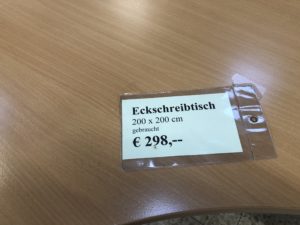 Eckschreibtisch
200 x 200 cm
gebraucht
€ 298,--